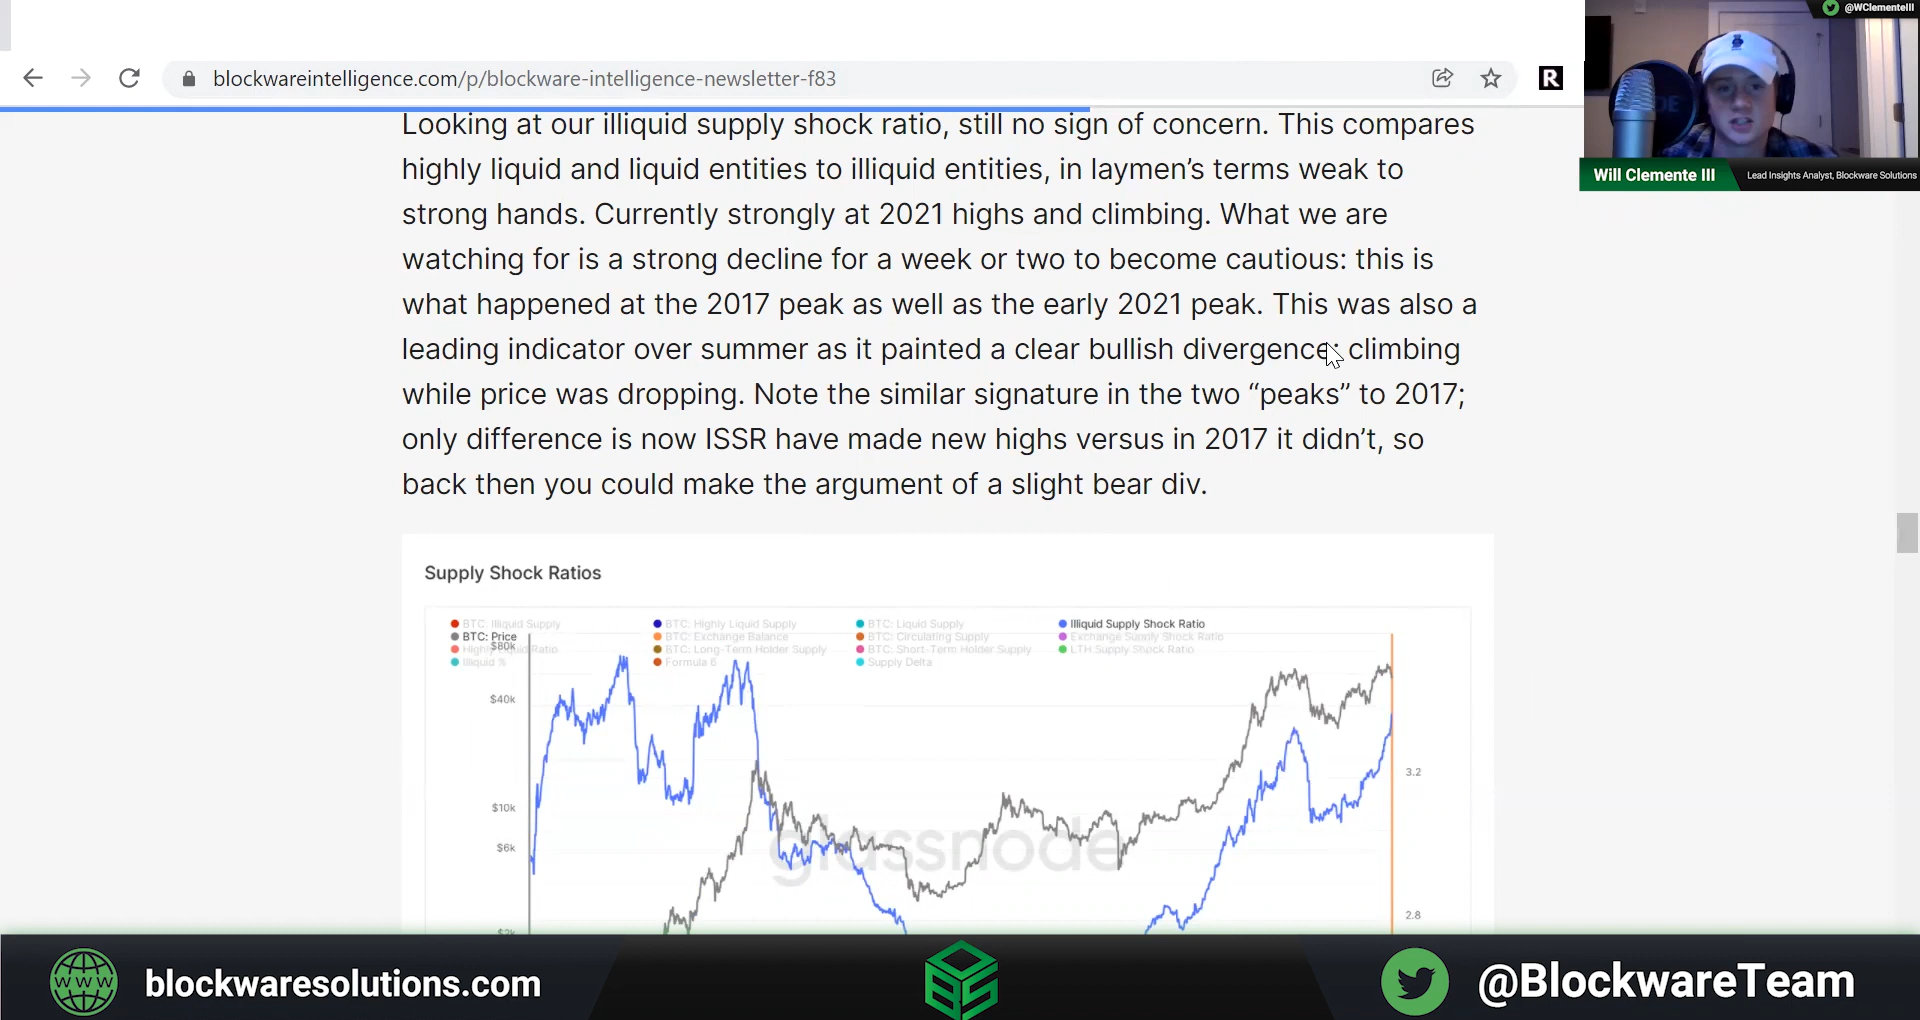 @WClementeIII
blockwareintelligence.com/p/blockware-intelligence-newsletter-f83
R
Will Clemente III
Lead Insights Analyst, Blockware Solutions
Looking at our illiquid supply shock ratio, still no sign of concern. This compares
highly liquid and liquid entities to illiquid entities, in laymen’s terms weak to
strong hands. Currently strongly at 2021 highs and climbing. What we are
watching for is a strong decline for a week or two to become cautious: this is
what happened at the 2017 peak as well as the early 2021 peak. This was also a
leading indicator over summer as it painted a clear bullish divergence; climbing
while price was dropping. Note the similar signature in the two “peaks” to 2017;
only difference is now ISSR have made new highs versus in 2017 it didn’t, so
back then you could make the argument of a slight bear div.
Supply Shock Ratios
BTC: Illiquid Supply
BTC: Highly Liquid Supply
BTC: Liquid Supply
Illiquid Supply Shock Ratio
BTC: Price
BTC: Exchange Balance
BTC: Circulating Supply
Exchange Supply Shock Ratio
Highly Liquid Ratio
BTC: Long-Term Holder Supply
BTC: Short-Term Holder Supply
LTH Supply Shock Ratio
Illiquid %
Formula 6
Supply Delta
$80k
$40k
$10k
$6k
$2k
3.2
2.8
glassnode
WWW
blockwaresolutions.com
BS
@BlockwareTeam